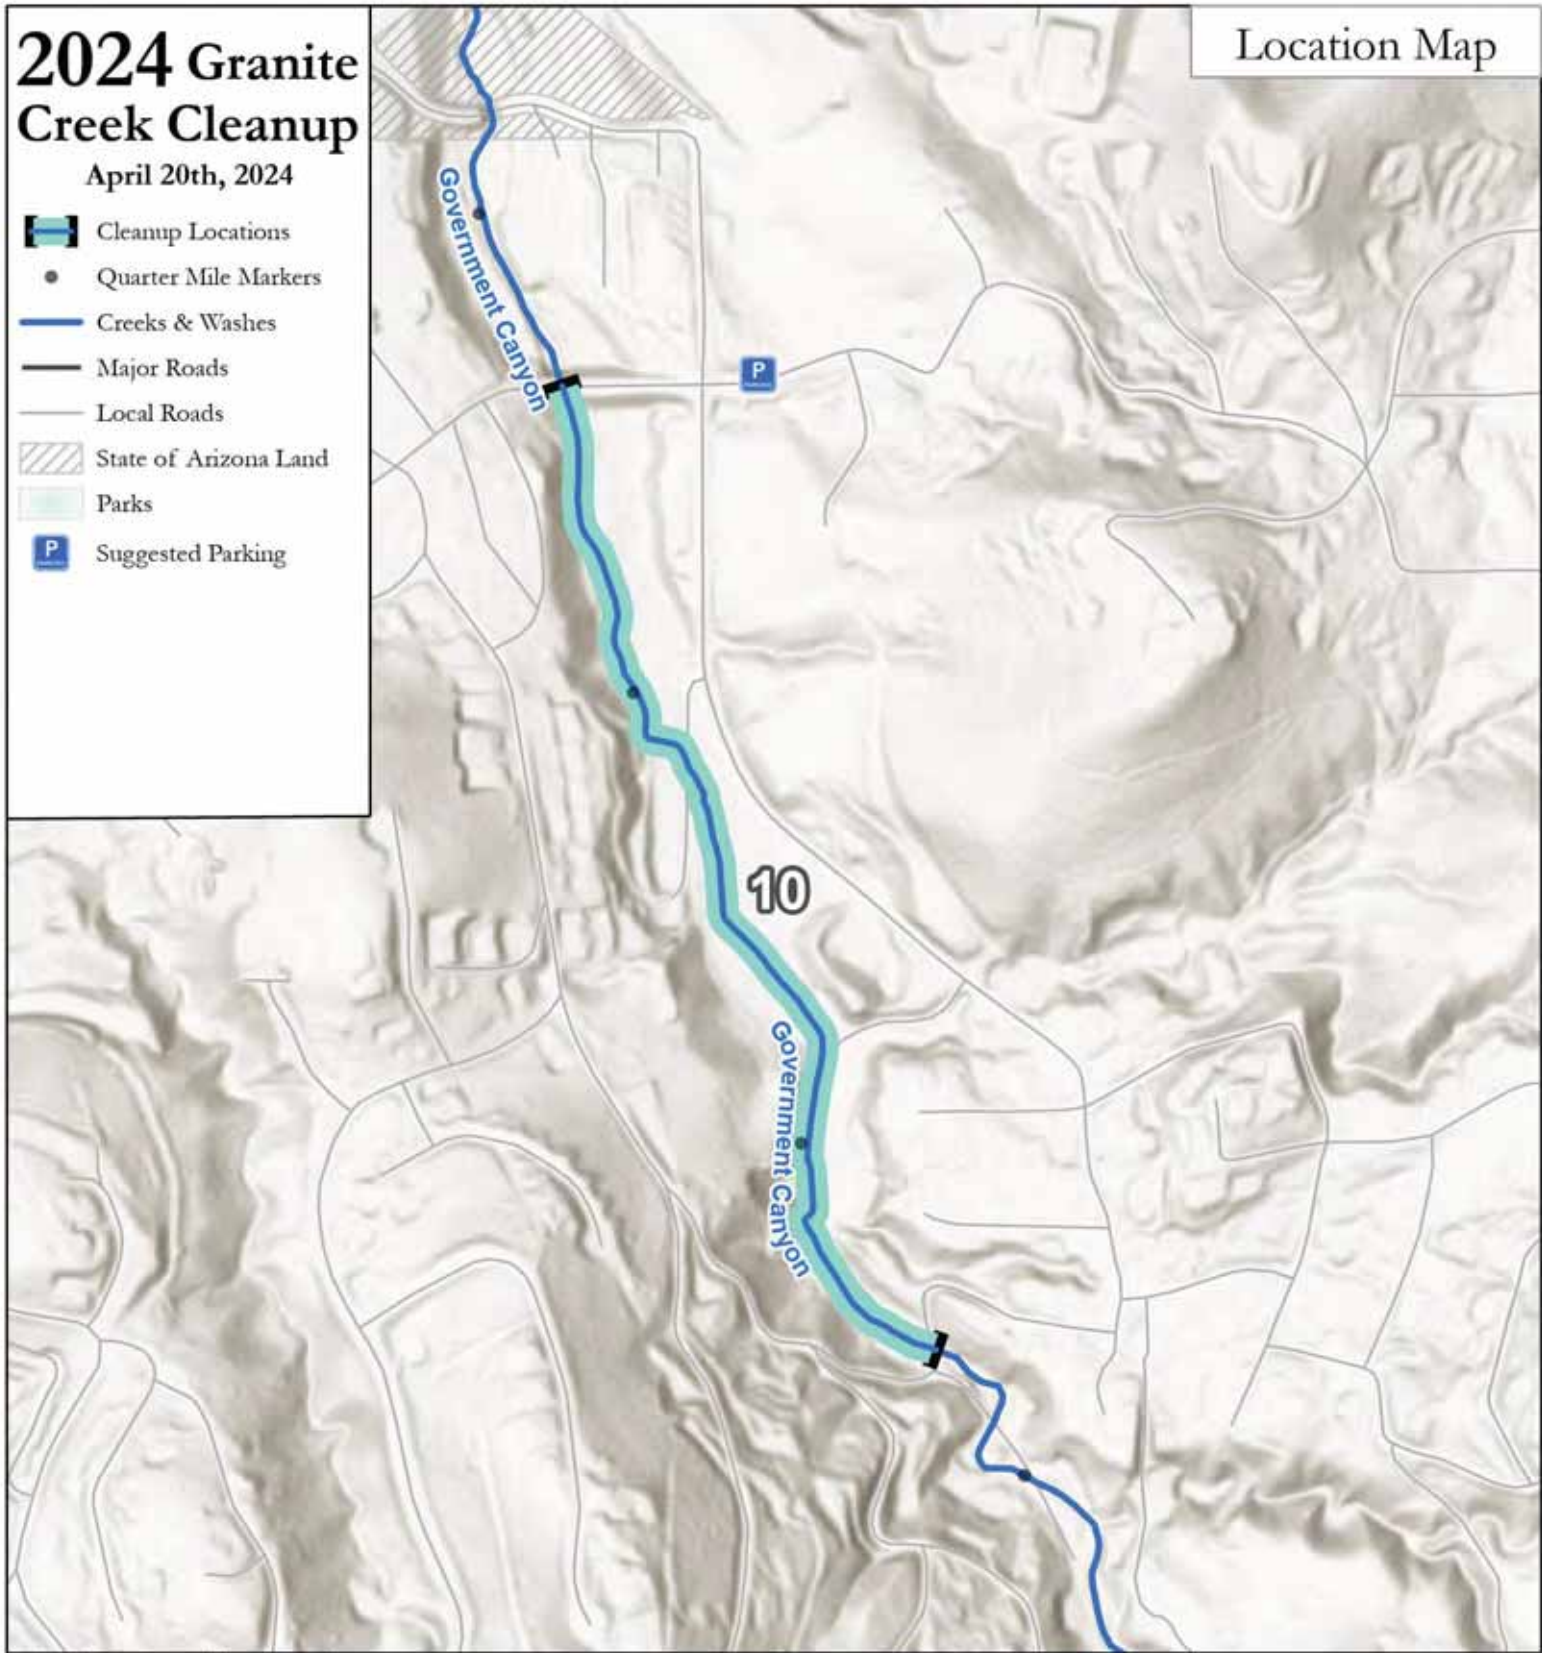 2024 Granite
Creek Cleanup
April 20th, 2024
Cleanup Locations
Quarter Mile Markers
Creeks & Washes
Major Roads
Local Roads
State of Arizona Land
Parks
P
Suggested Parking
Location Map
Government Canyon
P
10
Government Canyon